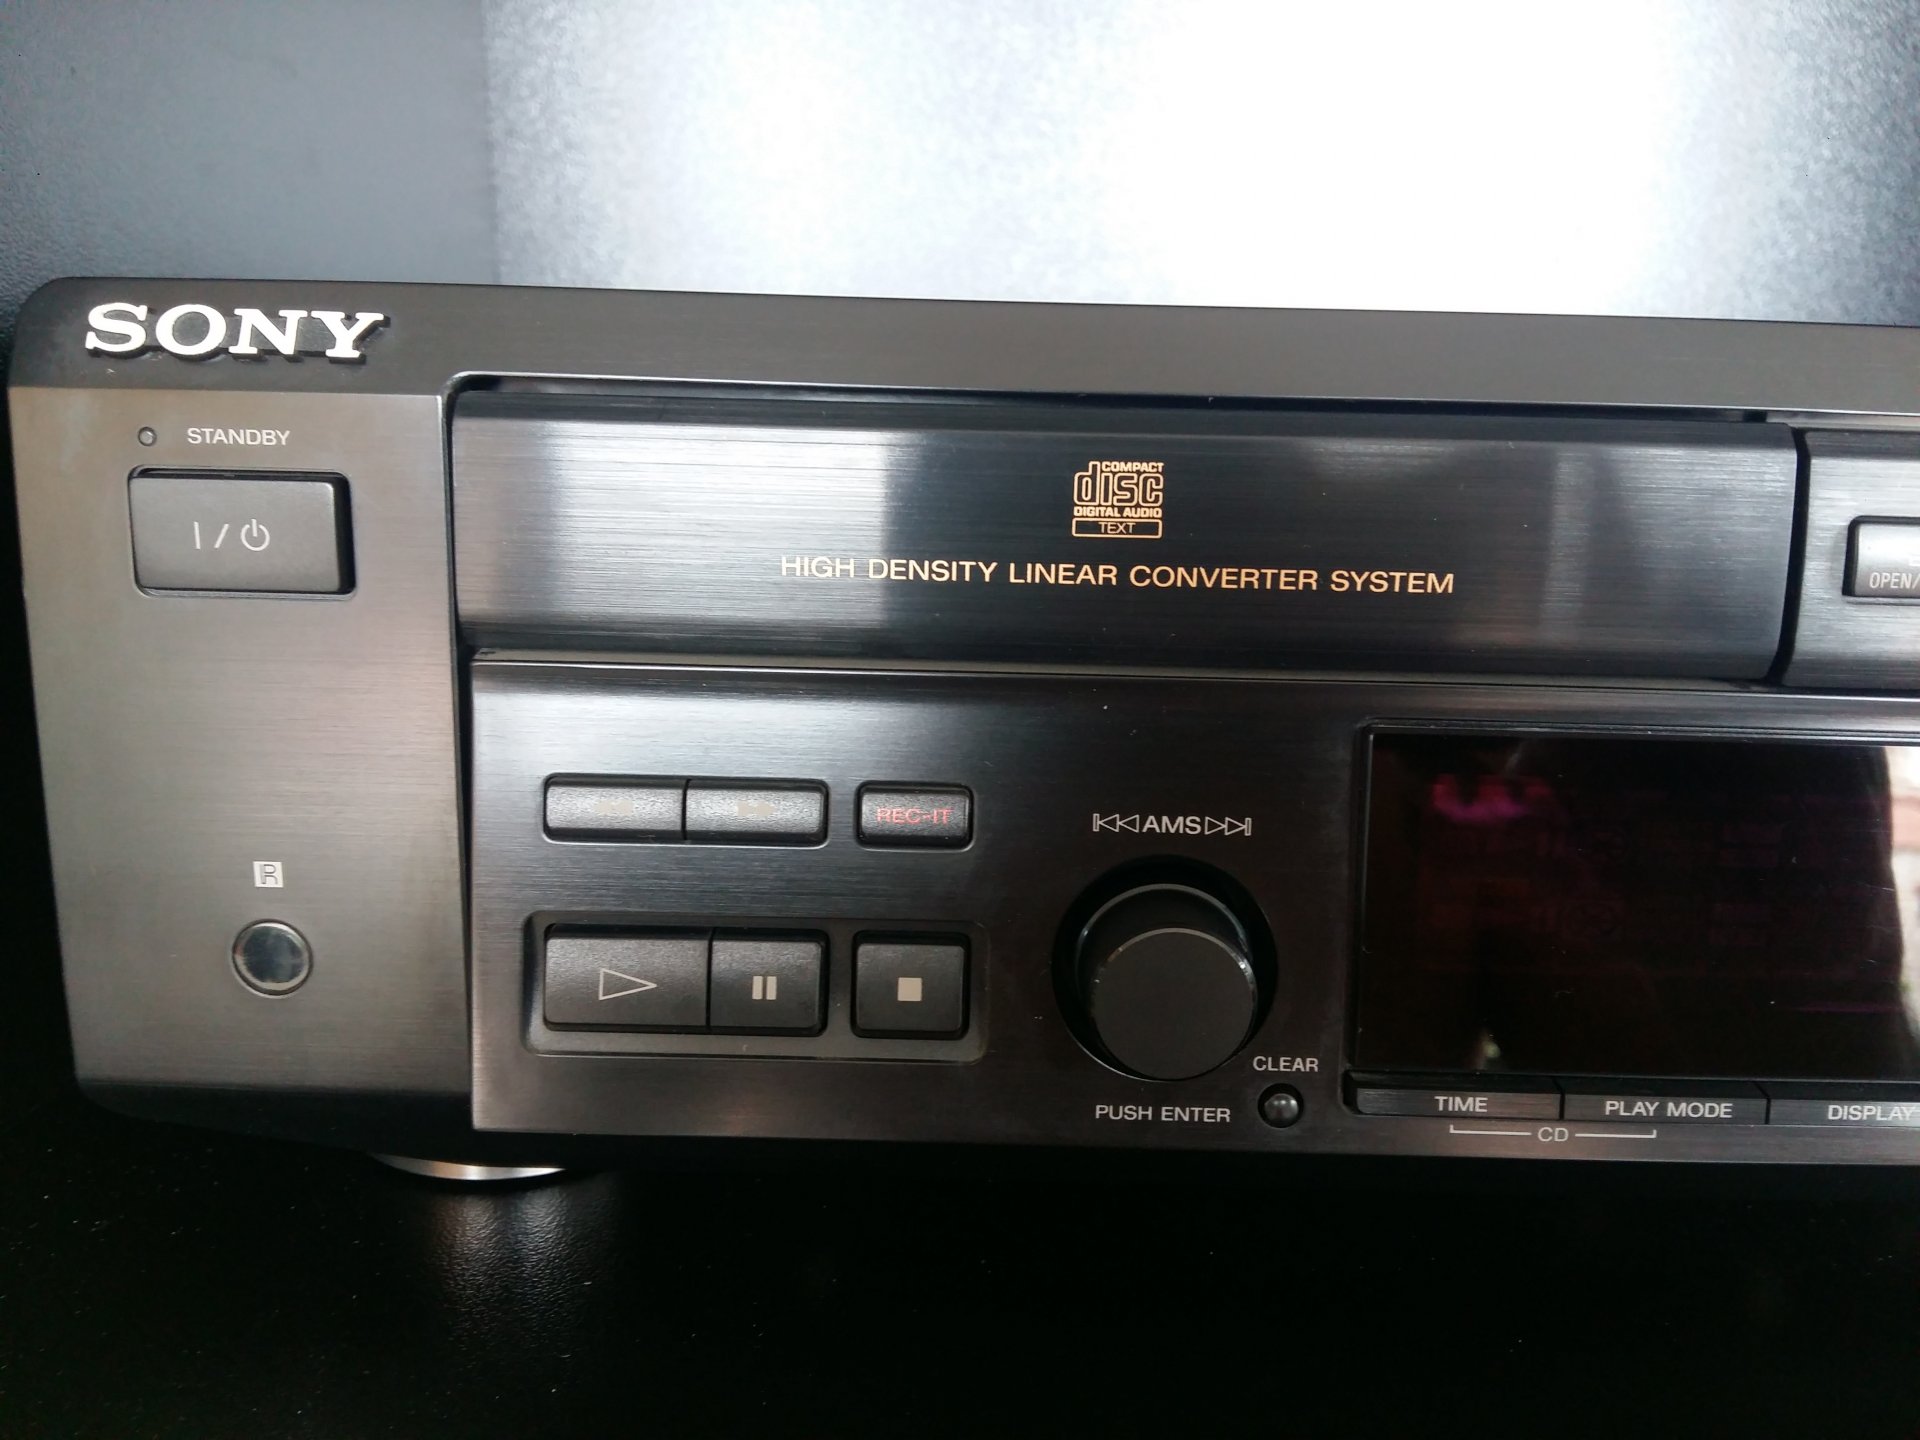 SONY
STANDBY
I/⏻
COMPACT
disc
DIGITAL AUDIO
TEXT
HIGH DENSITY LINEAR CONVERTER SYSTEM
OPEN/
REC-IT
AMS
R
CLEAR
PUSH ENTER
TIME
PLAY MODE
DISPLAY
CD